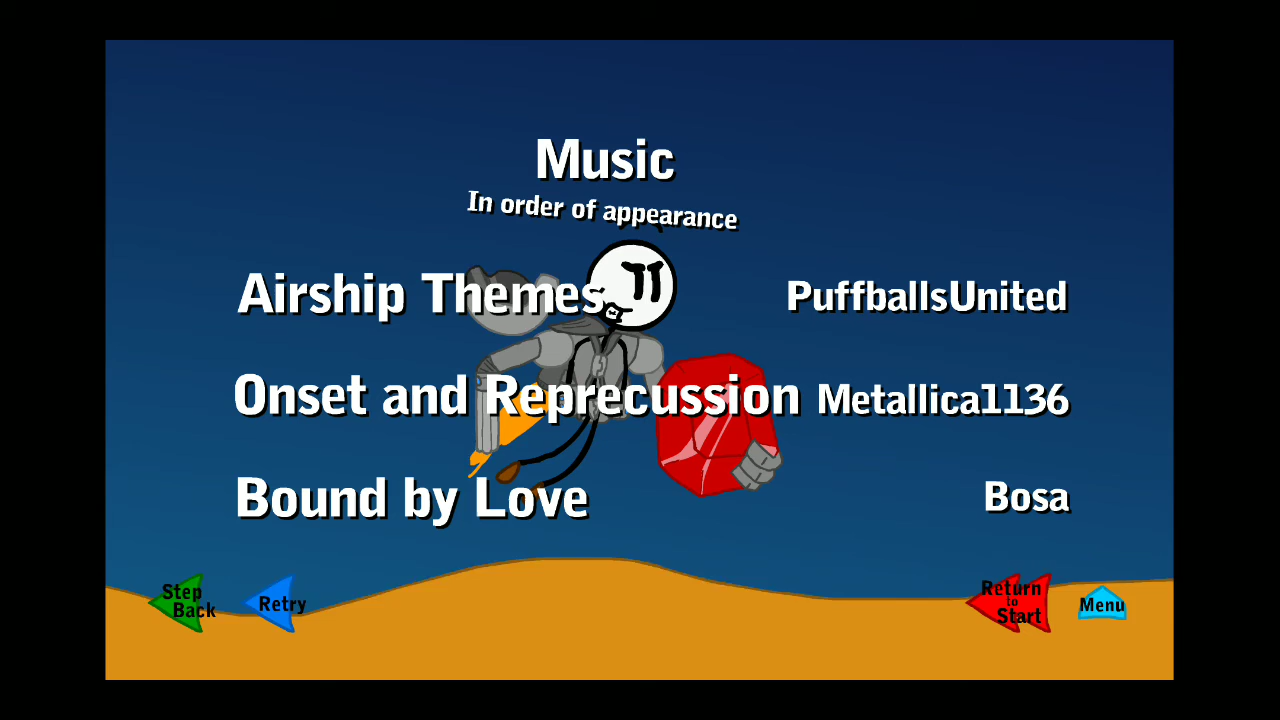 Music
In order of appearance
Airship Themes PuffballsUnited
Onset and Reprecussion Metallica1136
Bound by Love Bosa
Step Back
Retry
Return to Start
Menu